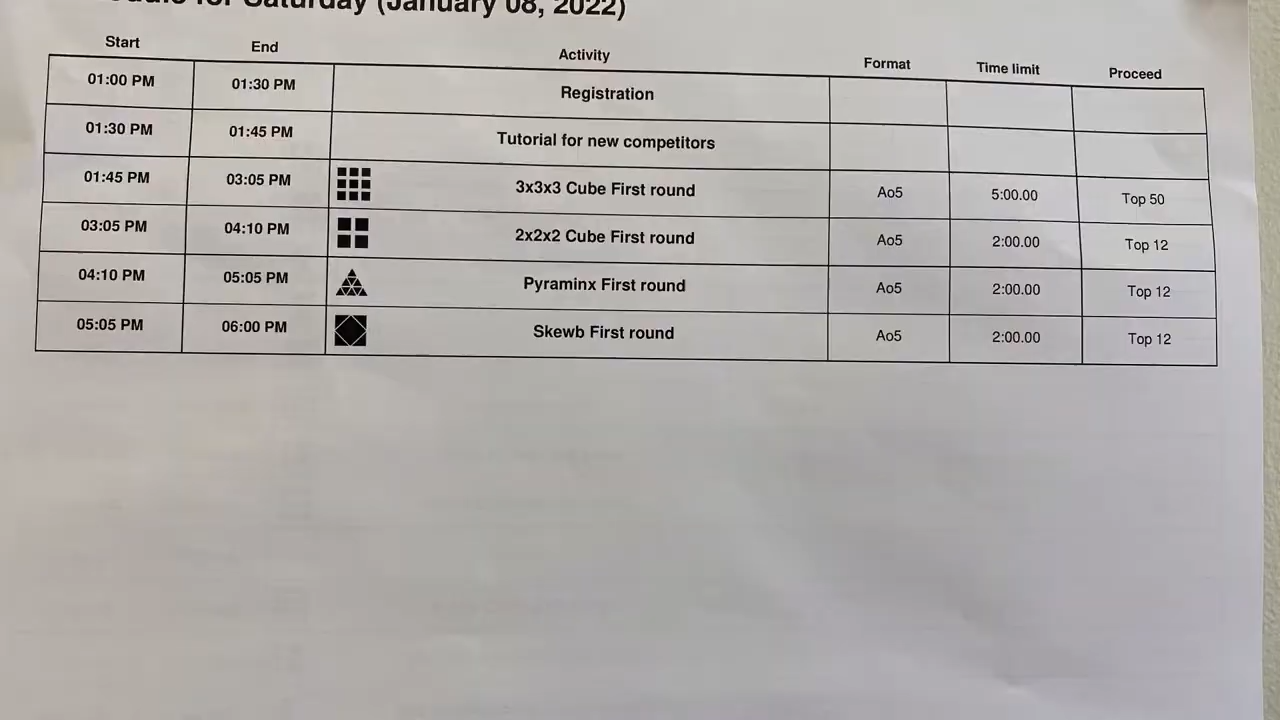 for Saturday (January 08, 2022)
Start End Activity Format Time limit Proceed
01:00 PM 01:30 PM Registration
01:30 PM 01:45 PM Tutorial for new competitors
01:45 PM 03:05 PM 3x3x3 Cube First round Ao5 5:00.00 Top 50
03:05 PM 04:10 PM 2x2x2 Cube First round Ao5 2:00.00 Top 12
04:10 PM 05:05 PM Pyraminx First round Ao5 2:00.00 Top 12
05:05 PM 06:00 PM Skewb First round Ao5 2:00.00 Top 12